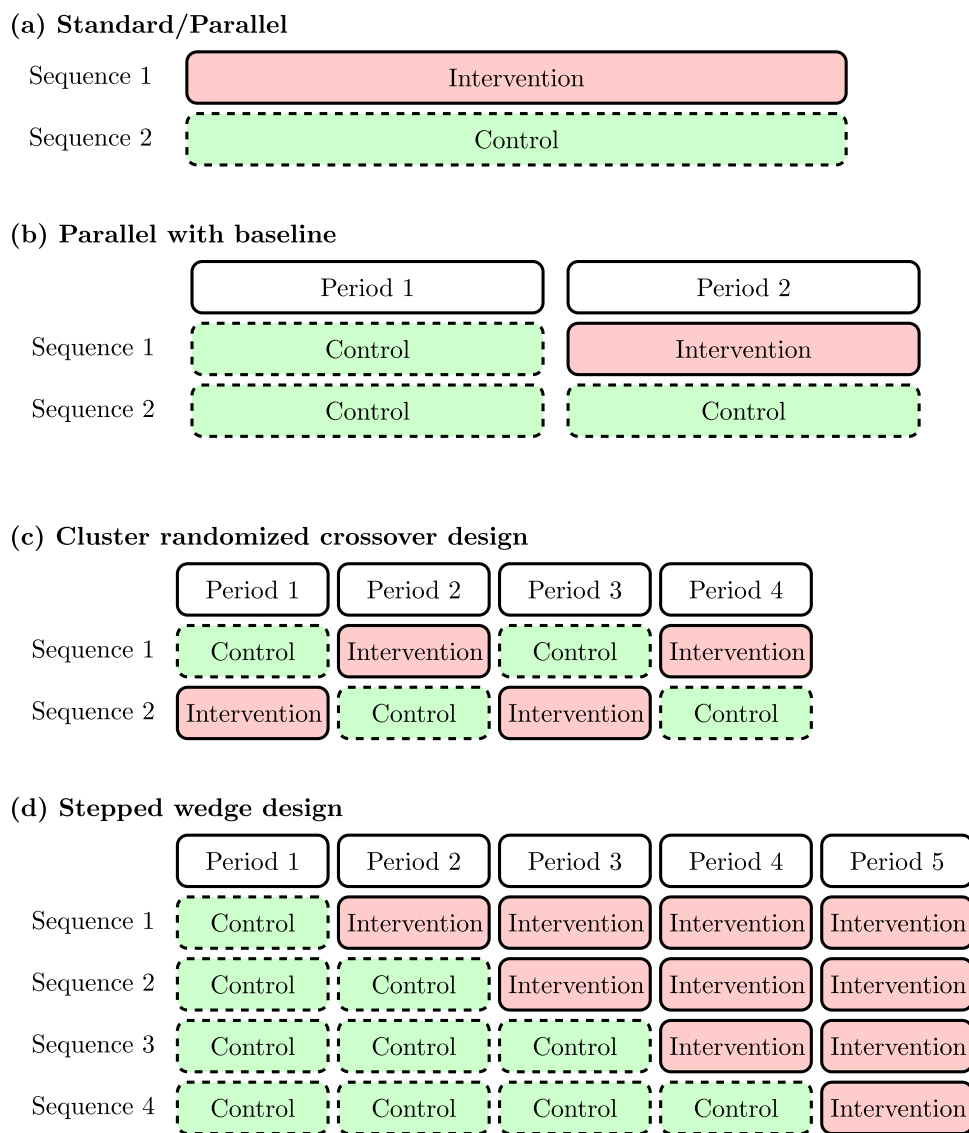 (a) Standard/Parallel
Sequence 1 Intervention
Sequence 2 Control
(b) Parallel with baseline
Period 1 Period 2
Sequence 1 Control Intervention
Sequence 2 Control Control
(c) Cluster randomized crossover design
Period 1 Period 2 Period 3 Period 4
Sequence 1 Control Intervention Control Intervention
Sequence 2 Intervention Control Intervention Control
(d) Stepped wedge design
Period 1 Period 2 Period 3 Period 4 Period 5
Sequence 1 Control Intervention Intervention Intervention Intervention
Sequence 2 Control Control Intervention Intervention Intervention
Sequence 3 Control Control Control Intervention Intervention
Sequence 4 Control Control Control Control Intervention